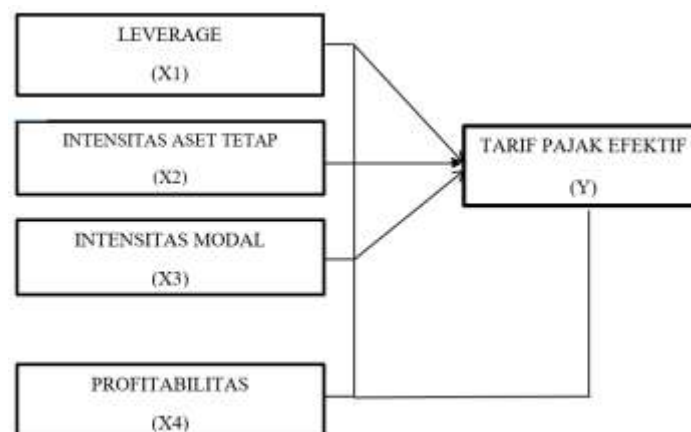 LEVERAGE
(X1)
INTENSITAS ASET TETAP
(X2)
INTENSITAS MODAL
(X3)
PROFITABILITAS
(X4)
TARIF PAJAK EFEKTIF
(Y)